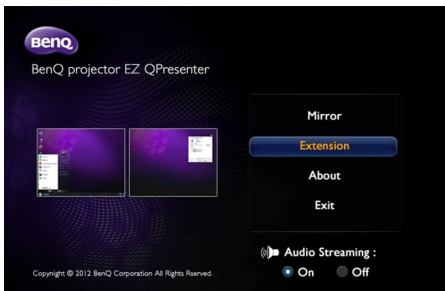 BenQ
BenQ projector EZ QPresenter
Mirror
Extension
About
Exit
Audio Streaming :
On Off
Copyright © 2012 BenQ Corporation All Rights Rserved.